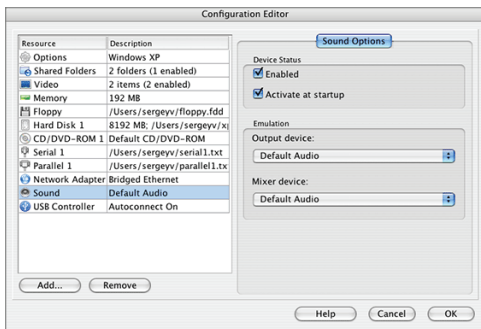 Configuration Editor
Resource Description
Options Windows XP
Shared Folders 2 folders (1 enabled)
Video 2 items (2 enabled)
Memory 192 MB
Floppy /Users/sergeyv/floppy.fdd
Hard Disk 1 8192 MB; /Users/sergeyv/x
CD/DVD-ROM 1 Default CD/DVD-ROM
Serial 1 /Users/sergeyv/serial1.txt
Parallel 1 /Users/sergeyv/parallel1.tx
Network Adapter Bridged Ethernet
Sound Default Audio
USB Controller Autoconnect On
Add... Remove
Sound Options
Device Status
Enabled
Activate at startup
Emulation
Output device:
Default Audio
Mixer device:
Default Audio
Help Cancel OK